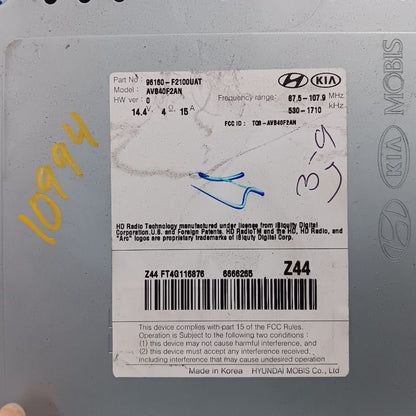 Part No 96160-F2100UAT
Model : AVB40F2AN
HW ver : 0
14.4 V, 4 Ω, 15 A
HYUNDAI KIA
Frequency range: 87.5-107.9 MHz
530-1710 kHz
FCC ID : TQ8-AVB40F2AN
HD Radio Technology manufactured under license from iBiquity Digital
Corporation,U.S. and Foreign Patents. HD Radio™ and the HD, HD Radio, and
"Arc" logos are proprietary trademarks of iBiquity Digital Corp.
Z44 FT4G116876 6666265 Z44
This device complies with part 15 of the FCC Rules.
Operation is Subject to the following two conditions:
(1) this device may not cause harmful interference, and
(2) this device must accept any interference received,
including interference that may cause undesired operation
Made in Korea HYUNDAI MOBIS Co., Ltd
10994
KIA MOBIS